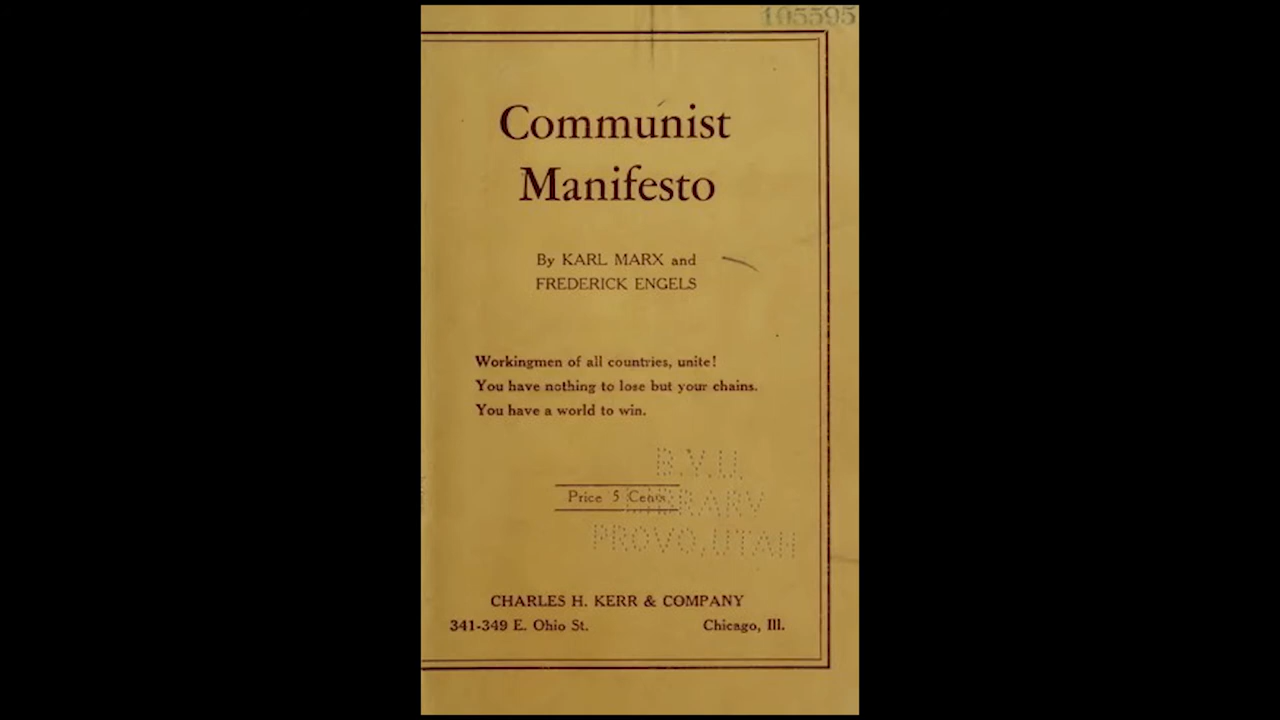 105595
Communist
Manifesto
By KARL MARX and
FREDERICK ENGELS
Workingmen of all countries, unite!
You have nothing to lose but your chains.
You have a world to win.
Price 5 Cents
B.Y.U.
LIBRARY
PROVO, UTAH
CHARLES H. KERR & COMPANY
341-349 E. Ohio St. Chicago, Ill.